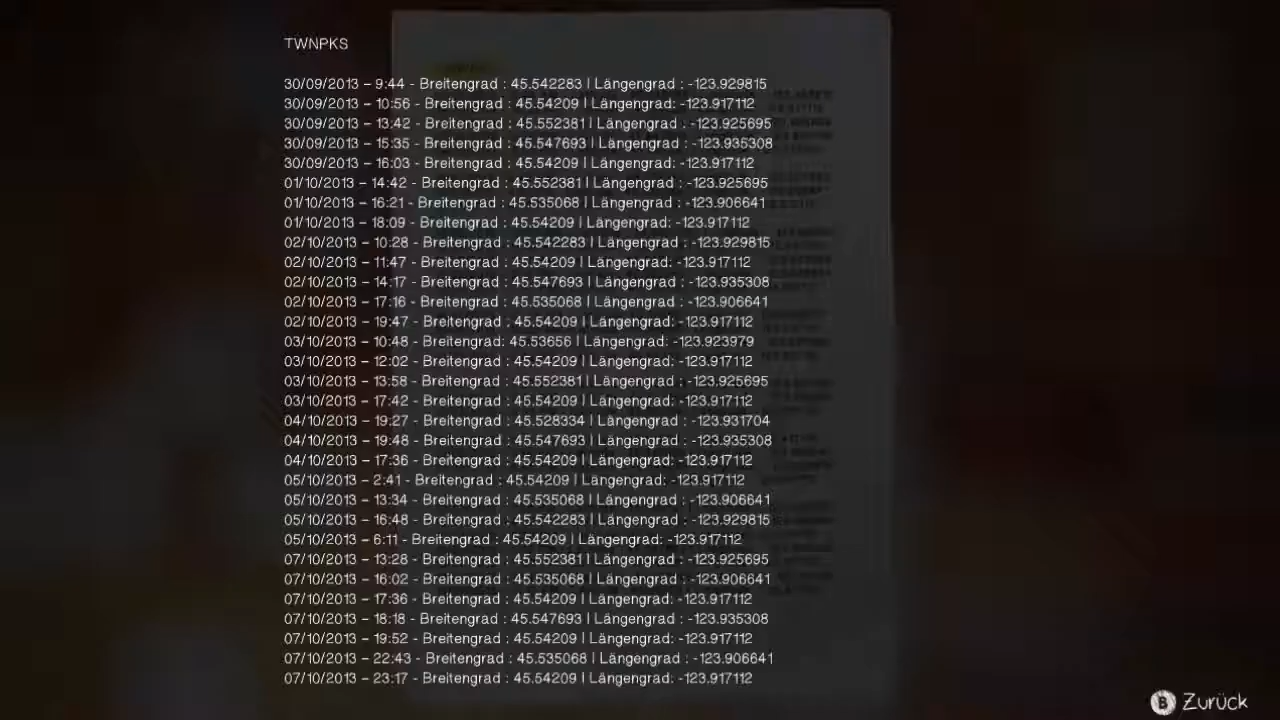 TWNPKS
30/09/2013 – 9:44 - Breitengrad : 45.542283 | Längengrad : -123.929815
30/09/2013 – 10:56 - Breitengrad : 45.54209 | Längengrad: -123.917112
30/09/2013 – 13:42 - Breitengrad : 45.552381 | Längengrad : -123.925695
30/09/2013 – 15:35 - Breitengrad : 45.547693 | Längengrad : -123.935308
30/09/2013 – 16:03 - Breitengrad : 45.54209 | Längengrad: -123.917112
01/10/2013 – 14:42 - Breitengrad : 45.552381 | Längengrad : -123.925695
01/10/2013 – 16:21 - Breitengrad : 45.535068 | Längengrad : -123.906641
01/10/2013 – 18:09 - Breitengrad : 45.54209 | Längengrad: -123.917112
02/10/2013 – 10:28 - Breitengrad : 45.542283 | Längengrad : -123.929815
02/10/2013 – 11:47 - Breitengrad : 45.54209 | Längengrad: -123.917112
02/10/2013 – 14:17 - Breitengrad : 45.547693 | Längengrad : -123.935308
02/10/2013 – 17:16 - Breitengrad : 45.535068 | Längengrad : -123.906641
02/10/2013 – 19:47 - Breitengrad : 45.54209 | Längengrad: -123.917112
03/10/2013 – 10:48 - Breitengrad: 45.53656 | Längengrad: -123.923979
03/10/2013 – 12:02 - Breitengrad : 45.54209 | Längengrad: -123.917112
03/10/2013 – 13:58 - Breitengrad : 45.552381 | Längengrad : -123.925695
03/10/2013 – 17:42 - Breitengrad : 45.54209 | Längengrad: -123.917112
04/10/2013 – 19:27 - Breitengrad : 45.528334 | Längengrad : -123.931704
04/10/2013 – 19:48 - Breitengrad : 45.547693 | Längengrad : -123.935308
04/10/2013 – 17:36 - Breitengrad : 45.54209 | Längengrad: -123.917112
05/10/2013 – 2:41 - Breitengrad : 45.54209 | Längengrad: -123.917112
05/10/2013 – 13:34 - Breitengrad : 45.535068 | Längengrad : -123.906641
05/10/2013 – 16:48 - Breitengrad : 45.542283 | Längengrad : -123.929815
05/10/2013 – 6:11 - Breitengrad : 45.54209 | Längengrad: -123.917112
07/10/2013 – 13:28 - Breitengrad : 45.552381 | Längengrad : -123.925695
07/10/2013 – 16:02 - Breitengrad : 45.535068 | Längengrad : -123.906641
07/10/2013 – 17:36 - Breitengrad : 45.54209 | Längengrad: -123.917112
07/10/2013 – 18:18 - Breitengrad : 45.547693 | Längengrad : -123.935308
07/10/2013 – 19:52 - Breitengrad : 45.54209 | Längengrad: -123.917112
07/10/2013 – 22:43 - Breitengrad : 45.535068 | Längengrad : -123.906641
07/10/2013 – 23:17 - Breitengrad : 45.54209 | Längengrad: -123.917112
B Zurück